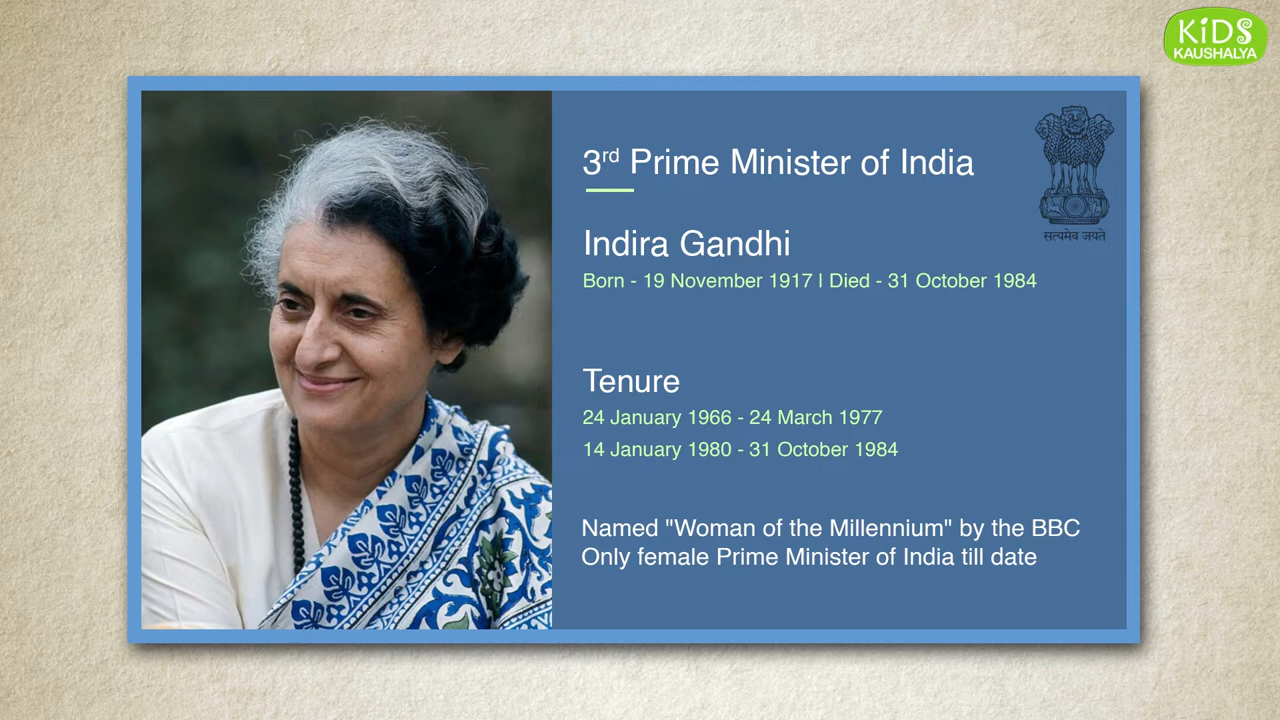 KiDS
KAUSHALYA
3rd Prime Minister of India
सत्यमेव जयते
Indira Gandhi
Born - 19 November 1917 | Died - 31 October 1984
Tenure
24 January 1966 - 24 March 1977
14 January 1980 - 31 October 1984
Named "Woman of the Millennium" by the BBC
Only female Prime Minister of India till date